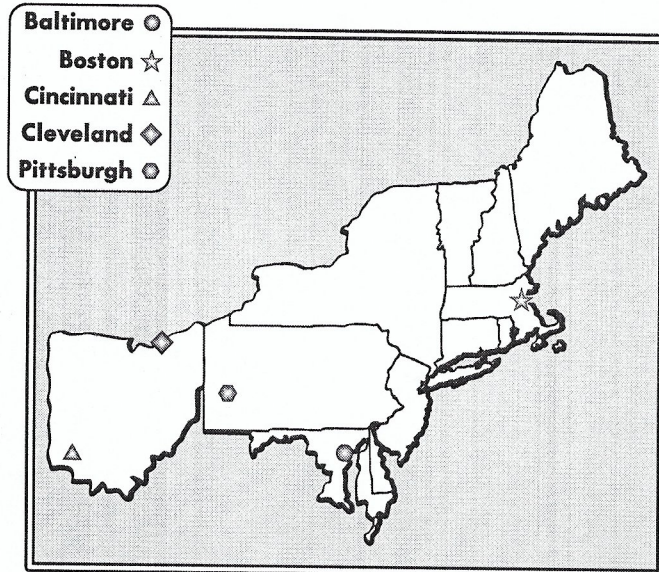 Baltimore
Boston
Cincinnati
Cleveland
Pittsburgh